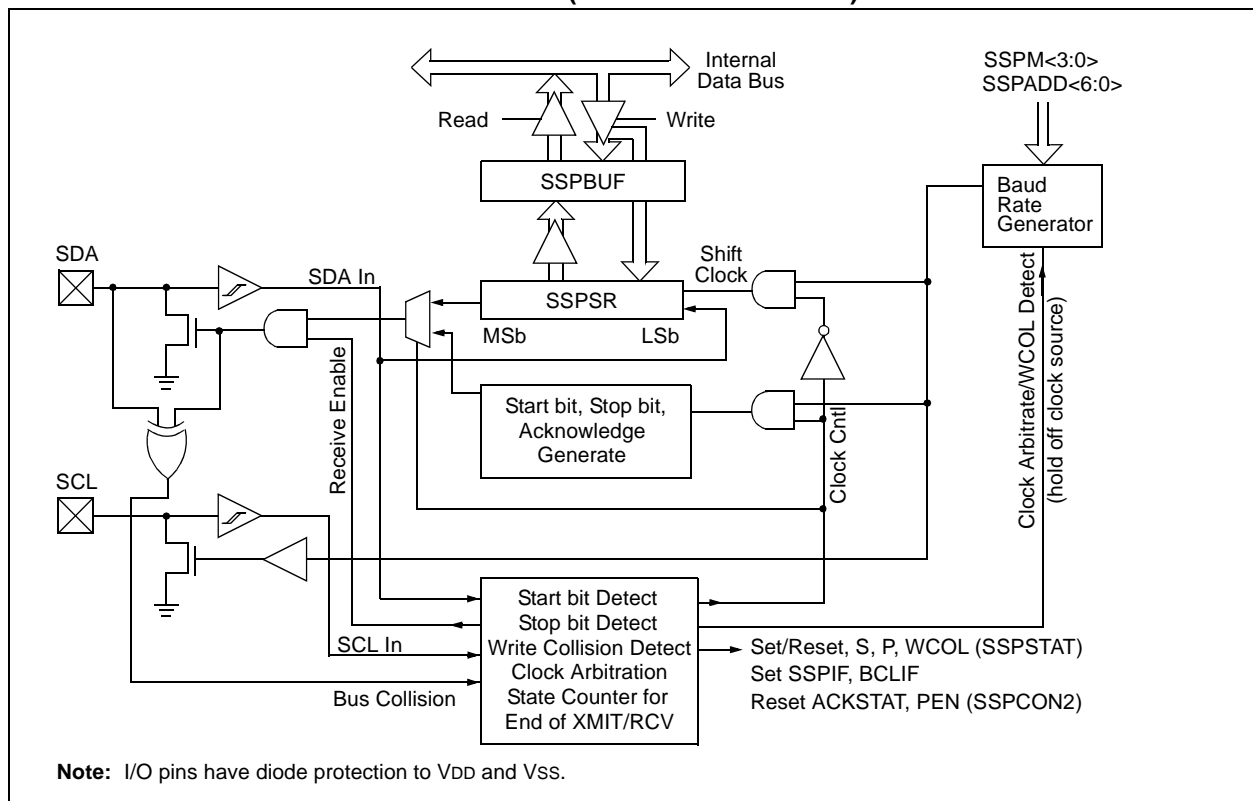 Internal
Data Bus
SSPM<3:0>
SSPADD<6:0>
Read
Write
SSPBUF
Baud
Rate
Generator
SDA
SDA In
Shift
Clock
SSPSR
MSb
LSb
Start bit, Stop bit,
Acknowledge
Generate
Receive Enable
Clock Cntl
Clock Arbitrate/WCOL Detect
(hold off clock source)
SCL
SCL In
Bus Collision
Start bit Detect
Stop bit Detect
Write Collision Detect
Clock Arbitration
State Counter for
End of XMIT/RCV
Set/Reset, S, P, WCOL (SSPSTAT)
Set SSPIF, BCLIF
Reset ACKSTAT, PEN (SSPCON2)
Note: I/O pins have diode protection to VDD and VSS.